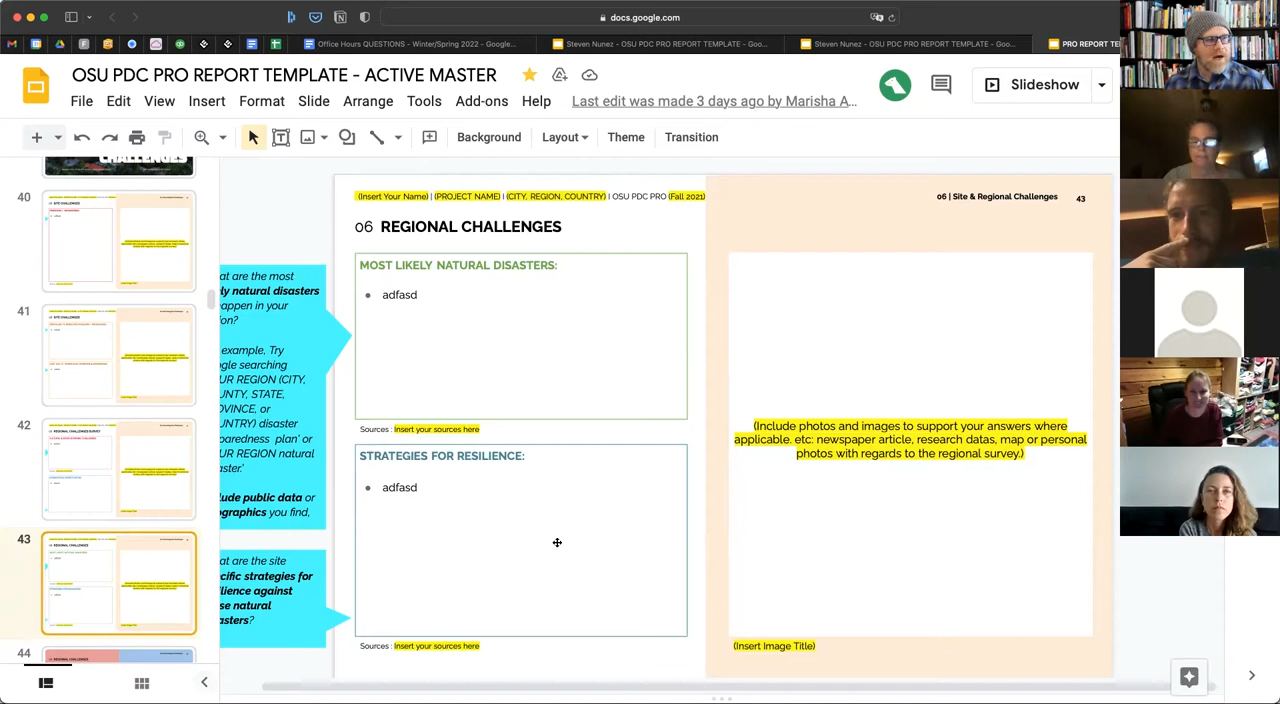 docs.google.com
Office Hours QUESTIONS - Winter/Spring 2022 - Google...
Steven Nunez - OSU PDC PRO REPORT TEMPLATE - Goo...
Steven Nunez - OSU PDC PRO REPORT TEMPLATE - Goo...
PRO REPORT TE
OSU PDC PRO REPORT TEMPLATE - ACTIVE MASTER
File Edit View Insert Format Slide Arrange Tools Add-ons Help Last edit was made 3 days ago by Marisha A...
Slideshow
Background Layout Theme Transition
CHALLENGES
40
41
42
43
44
at are the most
ly natural disasters
appen in your
on?
example, Try
gle searching
UR REGION (CITY,
UNTY, STATE,
OVINCE, or
UNTRY) disaster
paredness plan' or
UR REGION natural
aster.'
lude public data or
ographics you find,
at are the site
cific strategies for
lience against
se natural
asters?
(Insert Your Name) | (PROJECT NAME) | (CITY, REGION, COUNTRY) | OSU PDC PRO (Fall 2021)
06 | Site & Regional Challenges 43
06 REGIONAL CHALLENGES
MOST LIKELY NATURAL DISASTERS:
adfasd
Sources : Insert your sources here
STRATEGIES FOR RESILIENCE:
adfasd
Sources : Insert your sources here
(Include photos and images to support your answers where
applicable. etc: newspaper article, research datas, map or personal
photos with regards to the regional survey.)
(Insert Image Title)